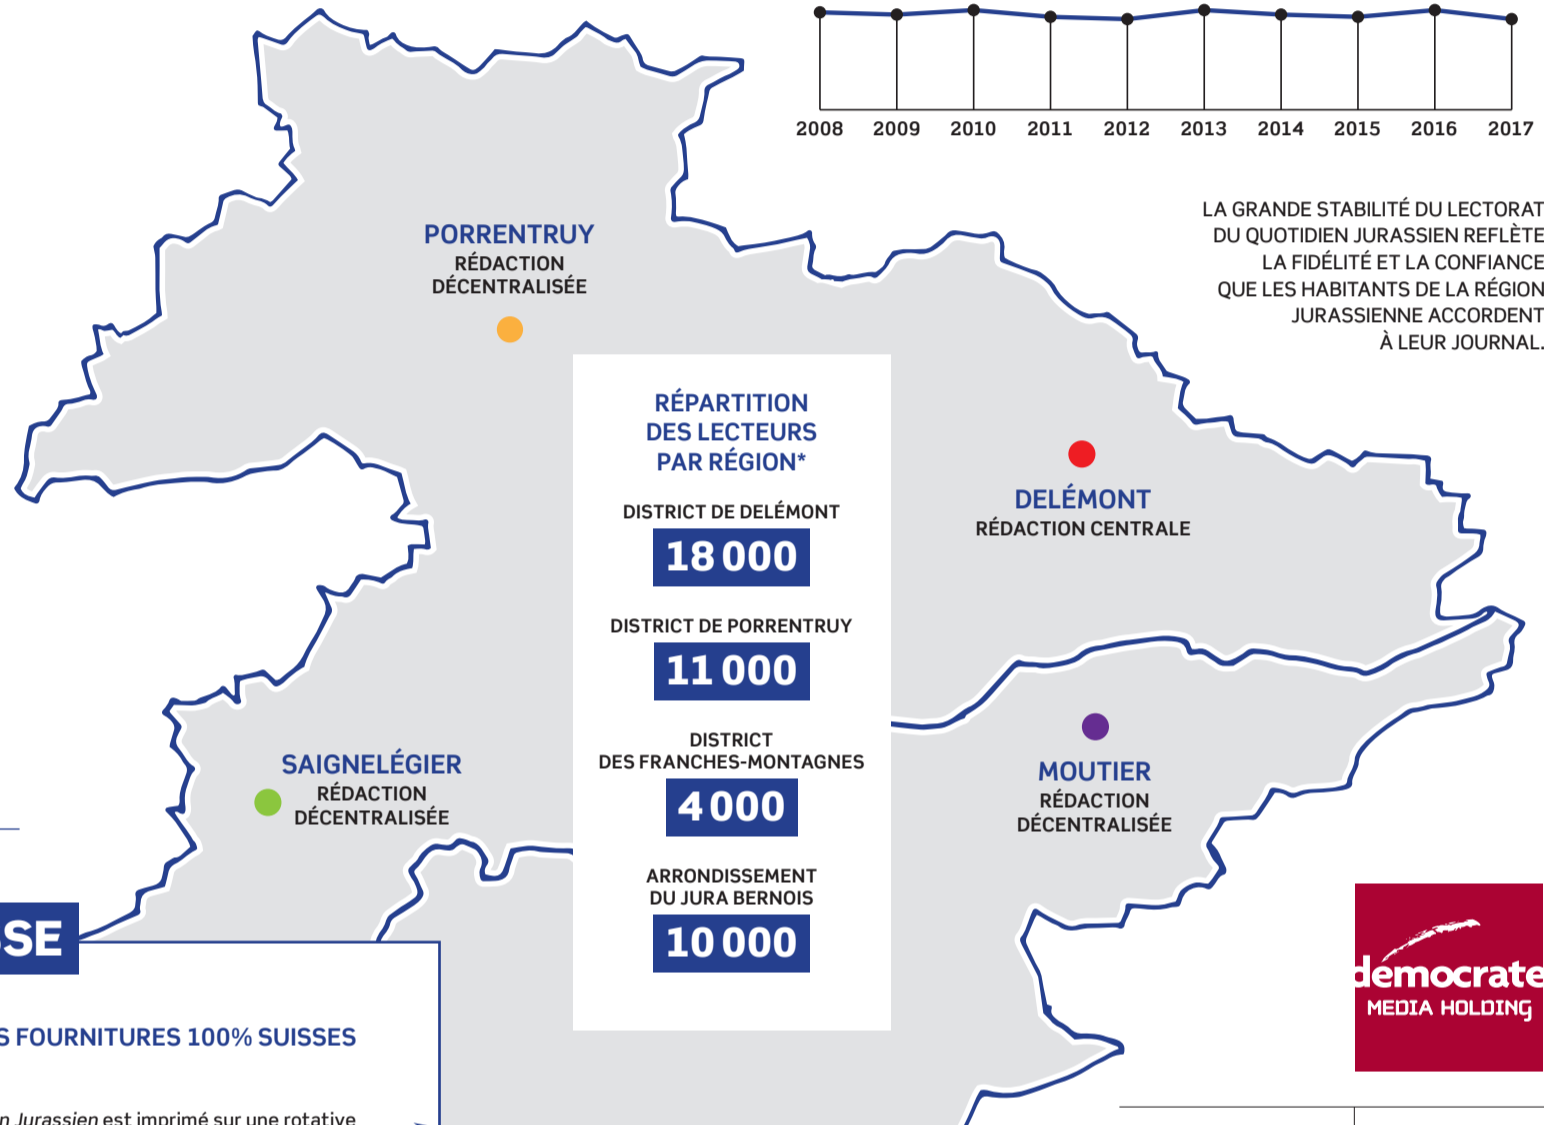 2008 2009 2010 2011 2012 2013 2014 2015 2016 2017
LA GRANDE STABILITÉ DU LECTORAT
DU QUOTIDIEN JURASSIEN REFLÈTE
LA FIDÉLITÉ ET LA CONFIANCE
QUE LES HABITANTS DE LA RÉGION
JURASSIENNE ACCORDENT
À LEUR JOURNAL.
PORRENTRUY
RÉDACTION
DÉCENTRALISÉE
RÉPARTITION
DES LECTEURS
PAR RÉGION*
DISTRICT DE DELÉMONT
18 000
DISTRICT DE PORRENTRUY
11 000
DISTRICT
DES FRANCHES-MONTAGNES
4 000
ARRONDISSEMENT
DU JURA BERNOIS
10 000
DELÉMONT
RÉDACTION CENTRALE
SAIGNELÉGIER
RÉDACTION
DÉCENTRALISÉE
MOUTIER
RÉDACTION
DÉCENTRALISÉE
democrate
MEDIA HOLDING
FOURNITURES 100% SUISSES
Jurassien est imprimé sur une rotative